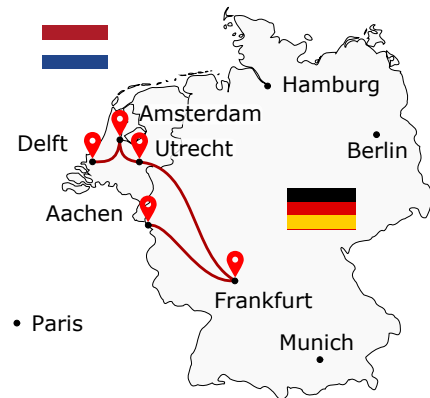 Hamburg
Amsterdam
Delft
Utrecht
Berlin
Aachen
Frankfurt
Paris
Munich